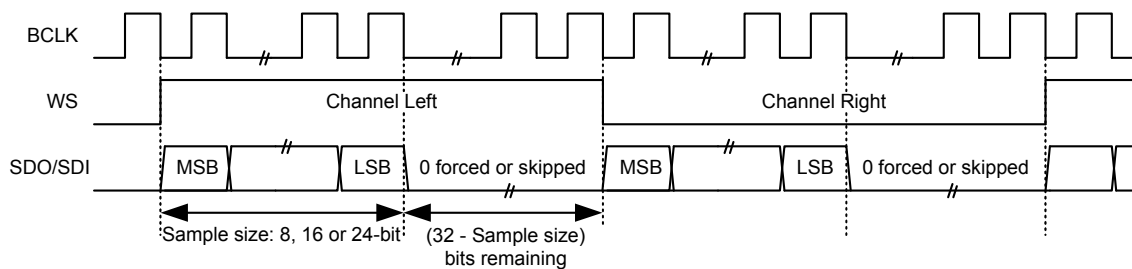 BCLK
WS
Channel Left
Channel Right
SDO/SDI
MSB
LSB
0 forced or skipped
MSB
LSB
0 forced or skipped
Sample size: 8, 16 or 24-bit
(32 - Sample size)
bits remaining